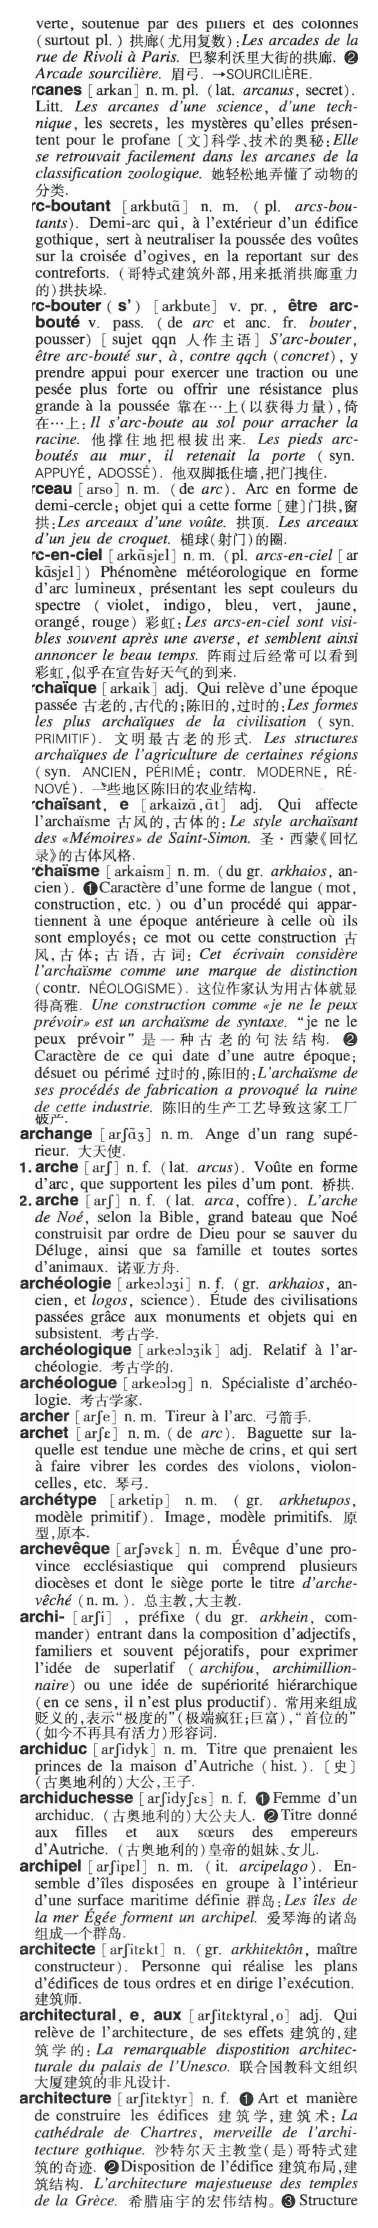 verte, soutenue par des piliers et des colonnes
(surtout pl.) 拱廊(尤用复数):Les arcades de la
rue de Rivoli à Paris. 巴黎利沃里大街的拱廊. ❷
Arcade sourcilière. 眉弓. →SOURCILIÈRE.
rcanes [arkan] n. m. pl. (lat. arcanus, secret).
Litt. Les arcanes d'une science, d'une tech-
nique, les secrets, les mystères qu'elles présen-
tent pour le profane [文]科学、技术的奥秘:Elle
se retrouvait facilement dans les arcanes de la
classification zoologique. 她轻松地弄懂了动物的
分类.
rc-boutant [arkbutɑ̃] n. m. (pl. arcs-bou-
tants). Demi-arc qui, à l'extérieur d'un édifice
gothique, sert à neutraliser la poussée des voûtes
sur la croisée d'ogives, en la reportant sur des
contreforts. (哥特式建筑外部,用来抵消拱廊重力
的)拱扶垛.
rc-bouter (s') [arkbute] v. pr., être arc-
bouté v. pass. (de arc et anc. fr. bouter,
pousser) [sujet qqn 人作主语] S'arc-bouter,
être arc-bouté sur, à, contre qqch (concret), y
prendre appui pour exercer une traction ou une
pesée plus forte ou offrir une résistance plus
grande à la poussée 靠在…上(以获得力量),倚
在…上:Il s'arc-boute au sol pour arracher la
racine. 他撑住地把根拔出来. Les pieds arc-
boutés au mur, il retenait la porte (syn.
APPUYÉ, ADOSSÉ). 他双脚抵住墙,把门拽住.
rceau [arso] n. m. (de arc). Arc en forme de
demi-cercle; objet qui a cette forme [建]门拱,窗
拱:Les arceaux d'une voûte. 拱顶. Les arceaux
d'un jeu de croquet. 槌球(射门)的圈.
rc-en-ciel [arkɑ̃sjɛl] n. m. (pl. arcs-en-ciel [ar
kɑ̃sjɛl]) Phénomène météorologique en forme
d'arc lumineux, présentant les sept couleurs du
spectre (violet, indigo, bleu, vert, jaune,
orangé, rouge) 彩虹:Les arcs-en-ciel sont visi-
bles souvent après une averse, et semblent ainsi
annoncer le beau temps. 阵雨过后经常可以看到
彩虹,似乎在宣告好天气的到来.
rchaïque [arkaik] adj. Qui relève d'une époque
passée 古老的,古代的;陈旧的,过时的:Les formes
les plus archaïques de la civilisation (syn.
PRIMITIF). 文明最古老的形式. Les structures
archaïques de l'agriculture de certaines régions
(syn. ANCIEN, PÉRIMÉ; contr. MODERNE, RÉ-
NOVÉ). 一些地区陈旧的农业结构.
rchaïsant, e [arkaizɑ̃, ɑ̃t] adj. Qui affecte
l'archaïsme 古风的,古体的: Le style archaïsant
des «Mémoires» de Saint-Simon. 圣·西蒙《回忆
录》的古体风格.
rchaïsme [arkaism] n. m. (du gr. arkhaios, an-
cien). ❶Caractère d'une forme de langue (mot,
construction, etc.) ou d'un procédé qui appar-
tiennent à une époque antérieure à celle où ils
sont employés; ce mot ou cette construction 古
风,古体;古语,古词: Cet écrivain considère
l'archaïsme comme une marque de distinction
(contr. NÉOLOGISME). 这位作家认为用古体就显
得高雅. Une construction comme «je ne le peux
prévoir» est un archaïsme de syntaxe. “je ne le
peux prévoir”是一种古老的句法结构. ❷
Caractère de ce qui date d'une autre époque;
désuet ou périmé 过时的,陈旧的:L'archaïsme de
ses procédés de fabrication a provoqué la ruine
de cette industrie. 陈旧的生产工艺导致这家工厂
破产.
archange [arʃɑ̃ʒ] n. m. Ange d'un rang supé-
rieur. 大天使.
1. arche [arʃ] n. f. (lat. arcus). Voûte en forme
d'arc, que supportent les piles d'um pont. 桥拱.
2. arche [arʃ] n. f. (lat. arca, coffre). L'arche
de Noé, selon la Bible, grand bateau que Noé
construisit par ordre de Dieu pour se sauver du
Déluge, ainsi que sa famille et toutes sortes
d'animaux. 诺亚方舟.
archéologie [arkeɔlɔʒi] n. f. (gr. arkhaios, an-
cien, et logos, science). Étude des civilisations
passées grâce aux monuments et objets qui en
subsistent. 考古学.
archéologique [arkeɔlɔʒik] adj. Relatif à l'ar-
chéologie. 考古学的.
archéologue [arkeɔlɔg] n. Spécialiste d'archéo-
logie. 考古学家.
archer [arʃe] n. m. Tireur à l'arc. 弓箭手.
archet [arʃɛ] n. m. (de arc). Baguette sur la-
quelle est tendue une mèche de crins, et qui sert
à faire vibrer les cordes des violons, violon-
celles, etc. 琴弓.
archétype [arketip] n. m. (gr. arkhetupos,
modèle primitif). Image, modèle primitifs. 原
型,原本.
archevêque [arʃəvɛk] n. m. Évêque d'une pro-
vince ecclésiastique qui comprend plusieurs
diocèses et dont le siège porte le titre d'arche-
vêché (n. m.). 总主教,大主教.
archi- [arʃi], préfixe (du gr. arkhein, com-
mander) entrant dans la composition d'adjectifs,
familiers et souvent péjoratifs, pour exprimer
l'idée de superlatif (archifou, archimillion-
naire) ou une idée de supériorité hiérarchique
(en ce sens, il n'est plus productif). 常用来组成
贬义的,表示“极度的”(极端疯狂;巨富),“首位的”
(如今不再具有活力)形容词.
archiduc [arʃidyk] n. m. Titre que prenaient les
princes de la maison d'Autriche (hist.). [史]
(古奥地利的)大公,王子.
archiduchesse [arʃidyʃɛs] n. f. ❶Femme d'un
archiduc. (古奥地利的)大公夫人. ❷Titre donné
aux filles et aux sœurs des empereurs
d'Autriche. (古奥地利的)皇帝的姐妹、女儿.
archipel [arʃipɛl] n. m. (it. arcipelago). En-
semble d'îles disposées en groupe à l'intérieur
d'une surface maritime définie 群岛:Les îles de
la mer Égée forment un archipel. 爱琴海的诸岛
组成一个群岛.
architecte [arʃitɛkt] n. (gr. arkhitektôn, maître
constructeur). Personne qui réalise les plans
d'édifices de tous ordres et en dirige l'exécution.
建筑师.
architectural, e, aux [arʃitɛktyral,o] adj. Qui
relève de l'architecture, de ses effets 建筑的,建
筑学的: La remarquable dispostition architec-
turale du palais de l'Unesco. 联合国教科文组织
大厦建筑的非凡设计.
architecture [arʃitɛktyr] n. f. ❶Art et manière
de construire les édifices 建筑学,建筑术: La
cathédrale de Chartres, merveille de l'archi-
tecture gothique. 沙特尔天主教堂(是)哥特式建
筑的奇迹. ❷Disposition de l'édifice 建筑布局,建
筑结构. L'architecture majestueuse des temples
de la Grèce. 希腊庙宇的宏伟结构。❸Structure